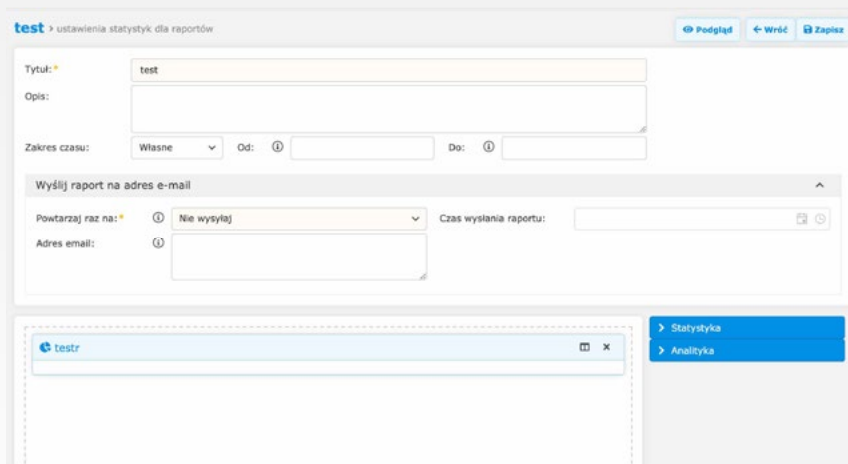 test > ustawienia statystyk dla raportów
Podgląd
Wróć
Zapisz
Tytuł:*
test
Opis:
Zakres czasu:
Własne
Od:
Do:
Wyślij raport na adres e-mail
Powtarzaj raz na:*
Nie wysyłaj
Czas wysłania raportu:
Adres email:
testr
Statystyka
Analityka